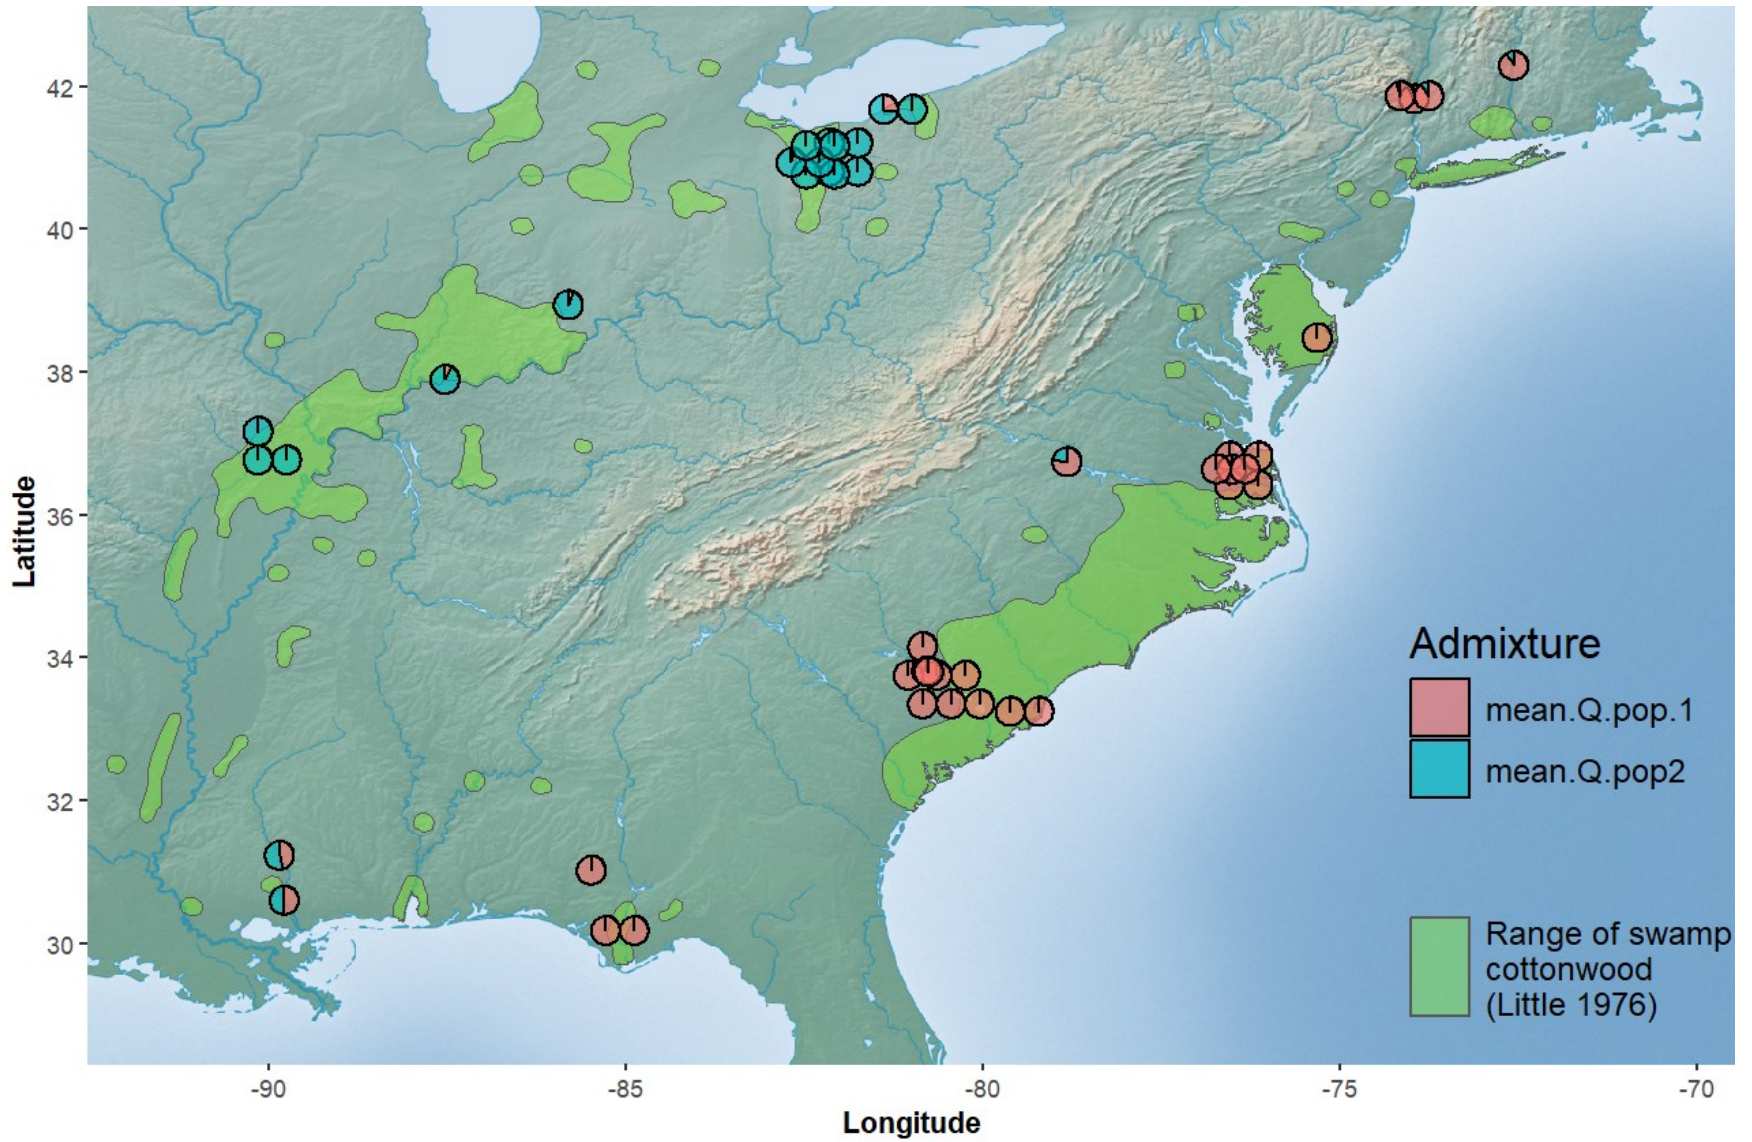 42
40
38
36
34
32
30
Latitude
-90
-85
-80
-75
-70
Longitude
Admixture
mean.Q.pop.1
mean.Q.pop2
Range of swamp
cottonwood
(Little 1976)